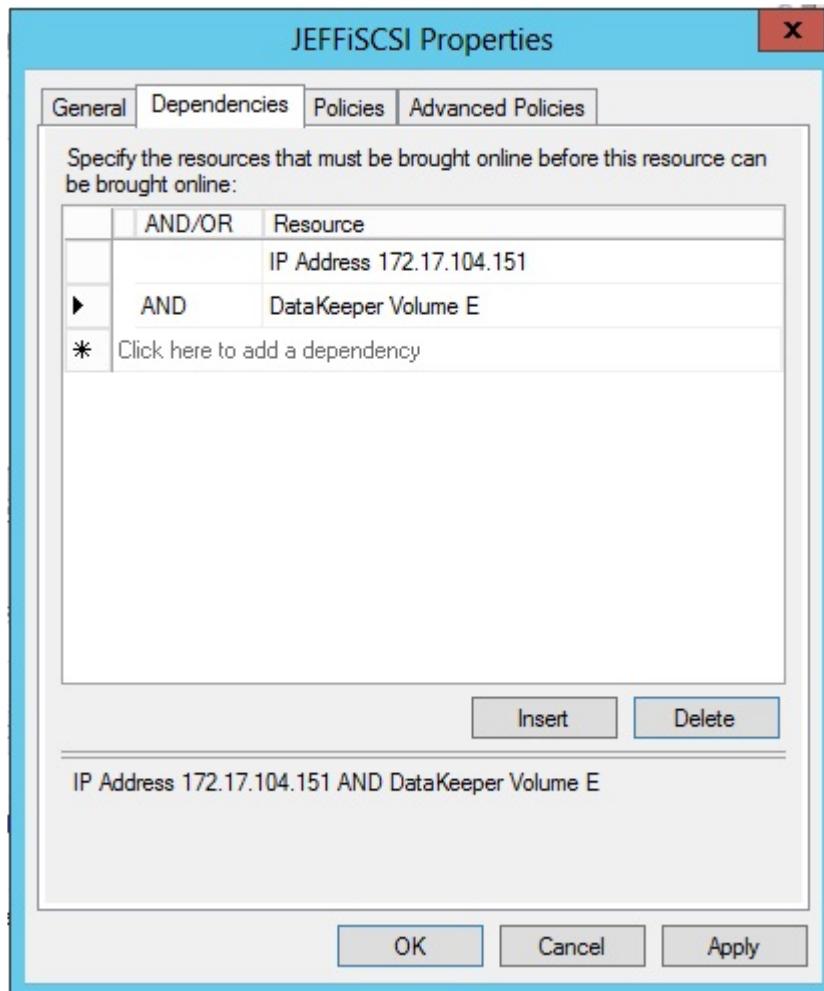 JEFFiSCSI Properties
x
General Dependencies Policies Advanced Policies
Specify the resources that must be brought online before this resource can
be brought online:
AND/OR Resource
IP Address 172.17.104.151
AND DataKeeper Volume E
Click here to add a dependency
Insert Delete
IP Address 172.17.104.151 AND DataKeeper Volume E
OK Cancel Apply